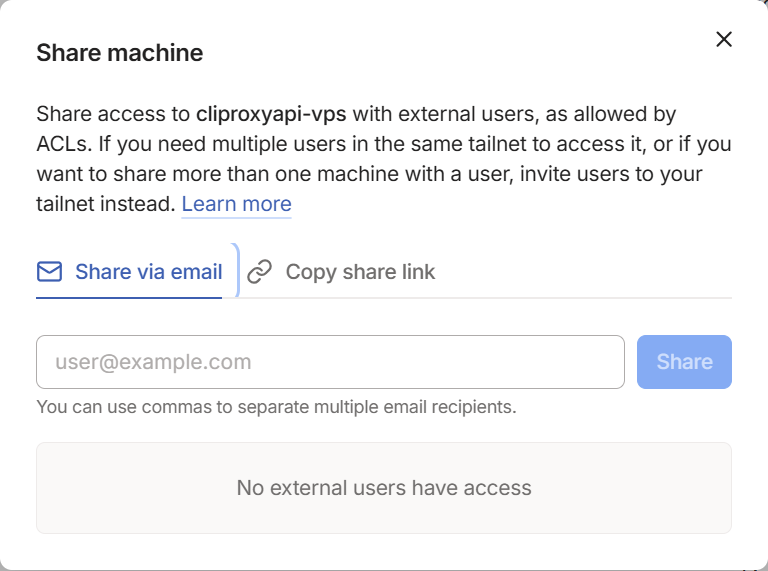 Share machine
Share access to cliproxyapi-vps with external users, as allowed by
ACLs. If you need multiple users in the same tailnet to access it, or if you
want to share more than one machine with a user, invite users to your
tailnet instead. Learn more
Share via email
Copy share link
user@example.com
Share
You can use commas to separate multiple email recipients.
No external users have access